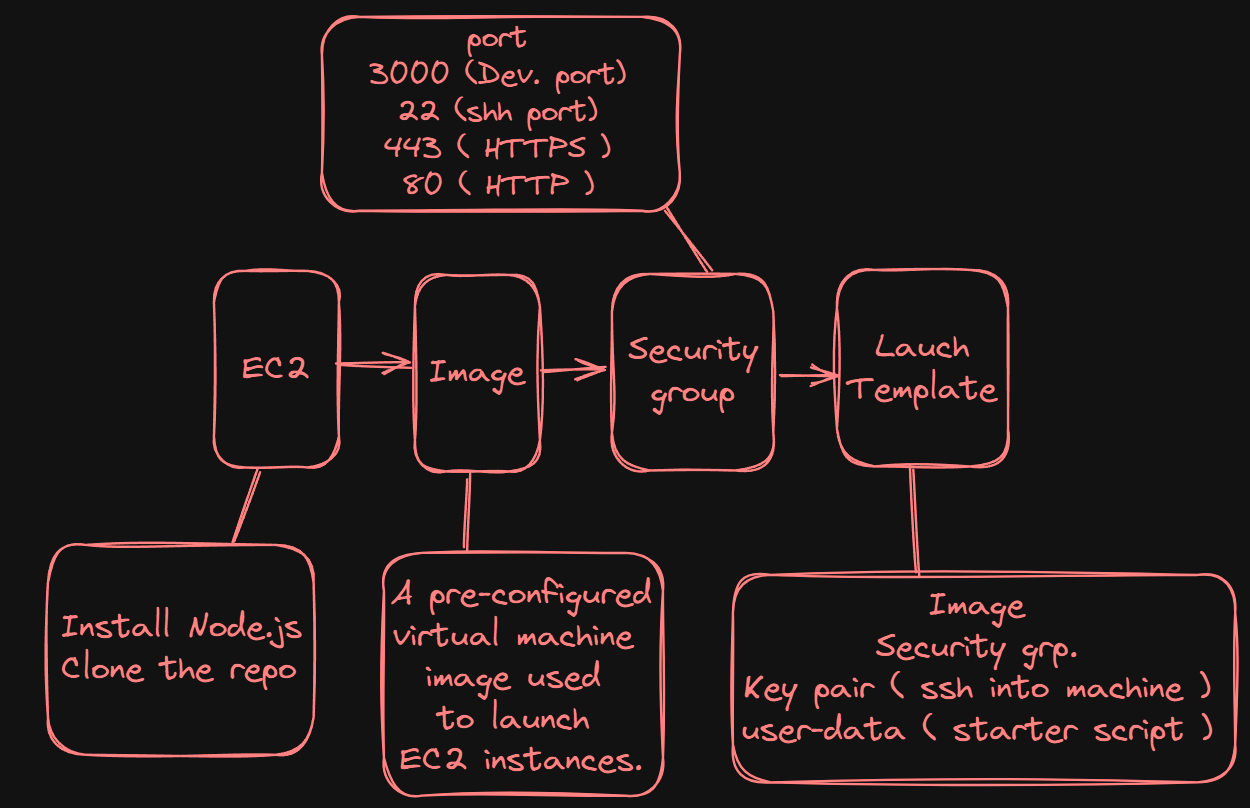 port
3000 (Dev. port)
22 (shh port)
443 ( HTTPS )
80 ( HTTP )
EC2
Image
Security
group
Lauch
Template
Install Node.js
Clone the repo
A pre-configured
virtual machine
image used
to launch
EC2 instances.
Image
Security grp.
Key pair ( ssh into machine )
user-data ( starter script )